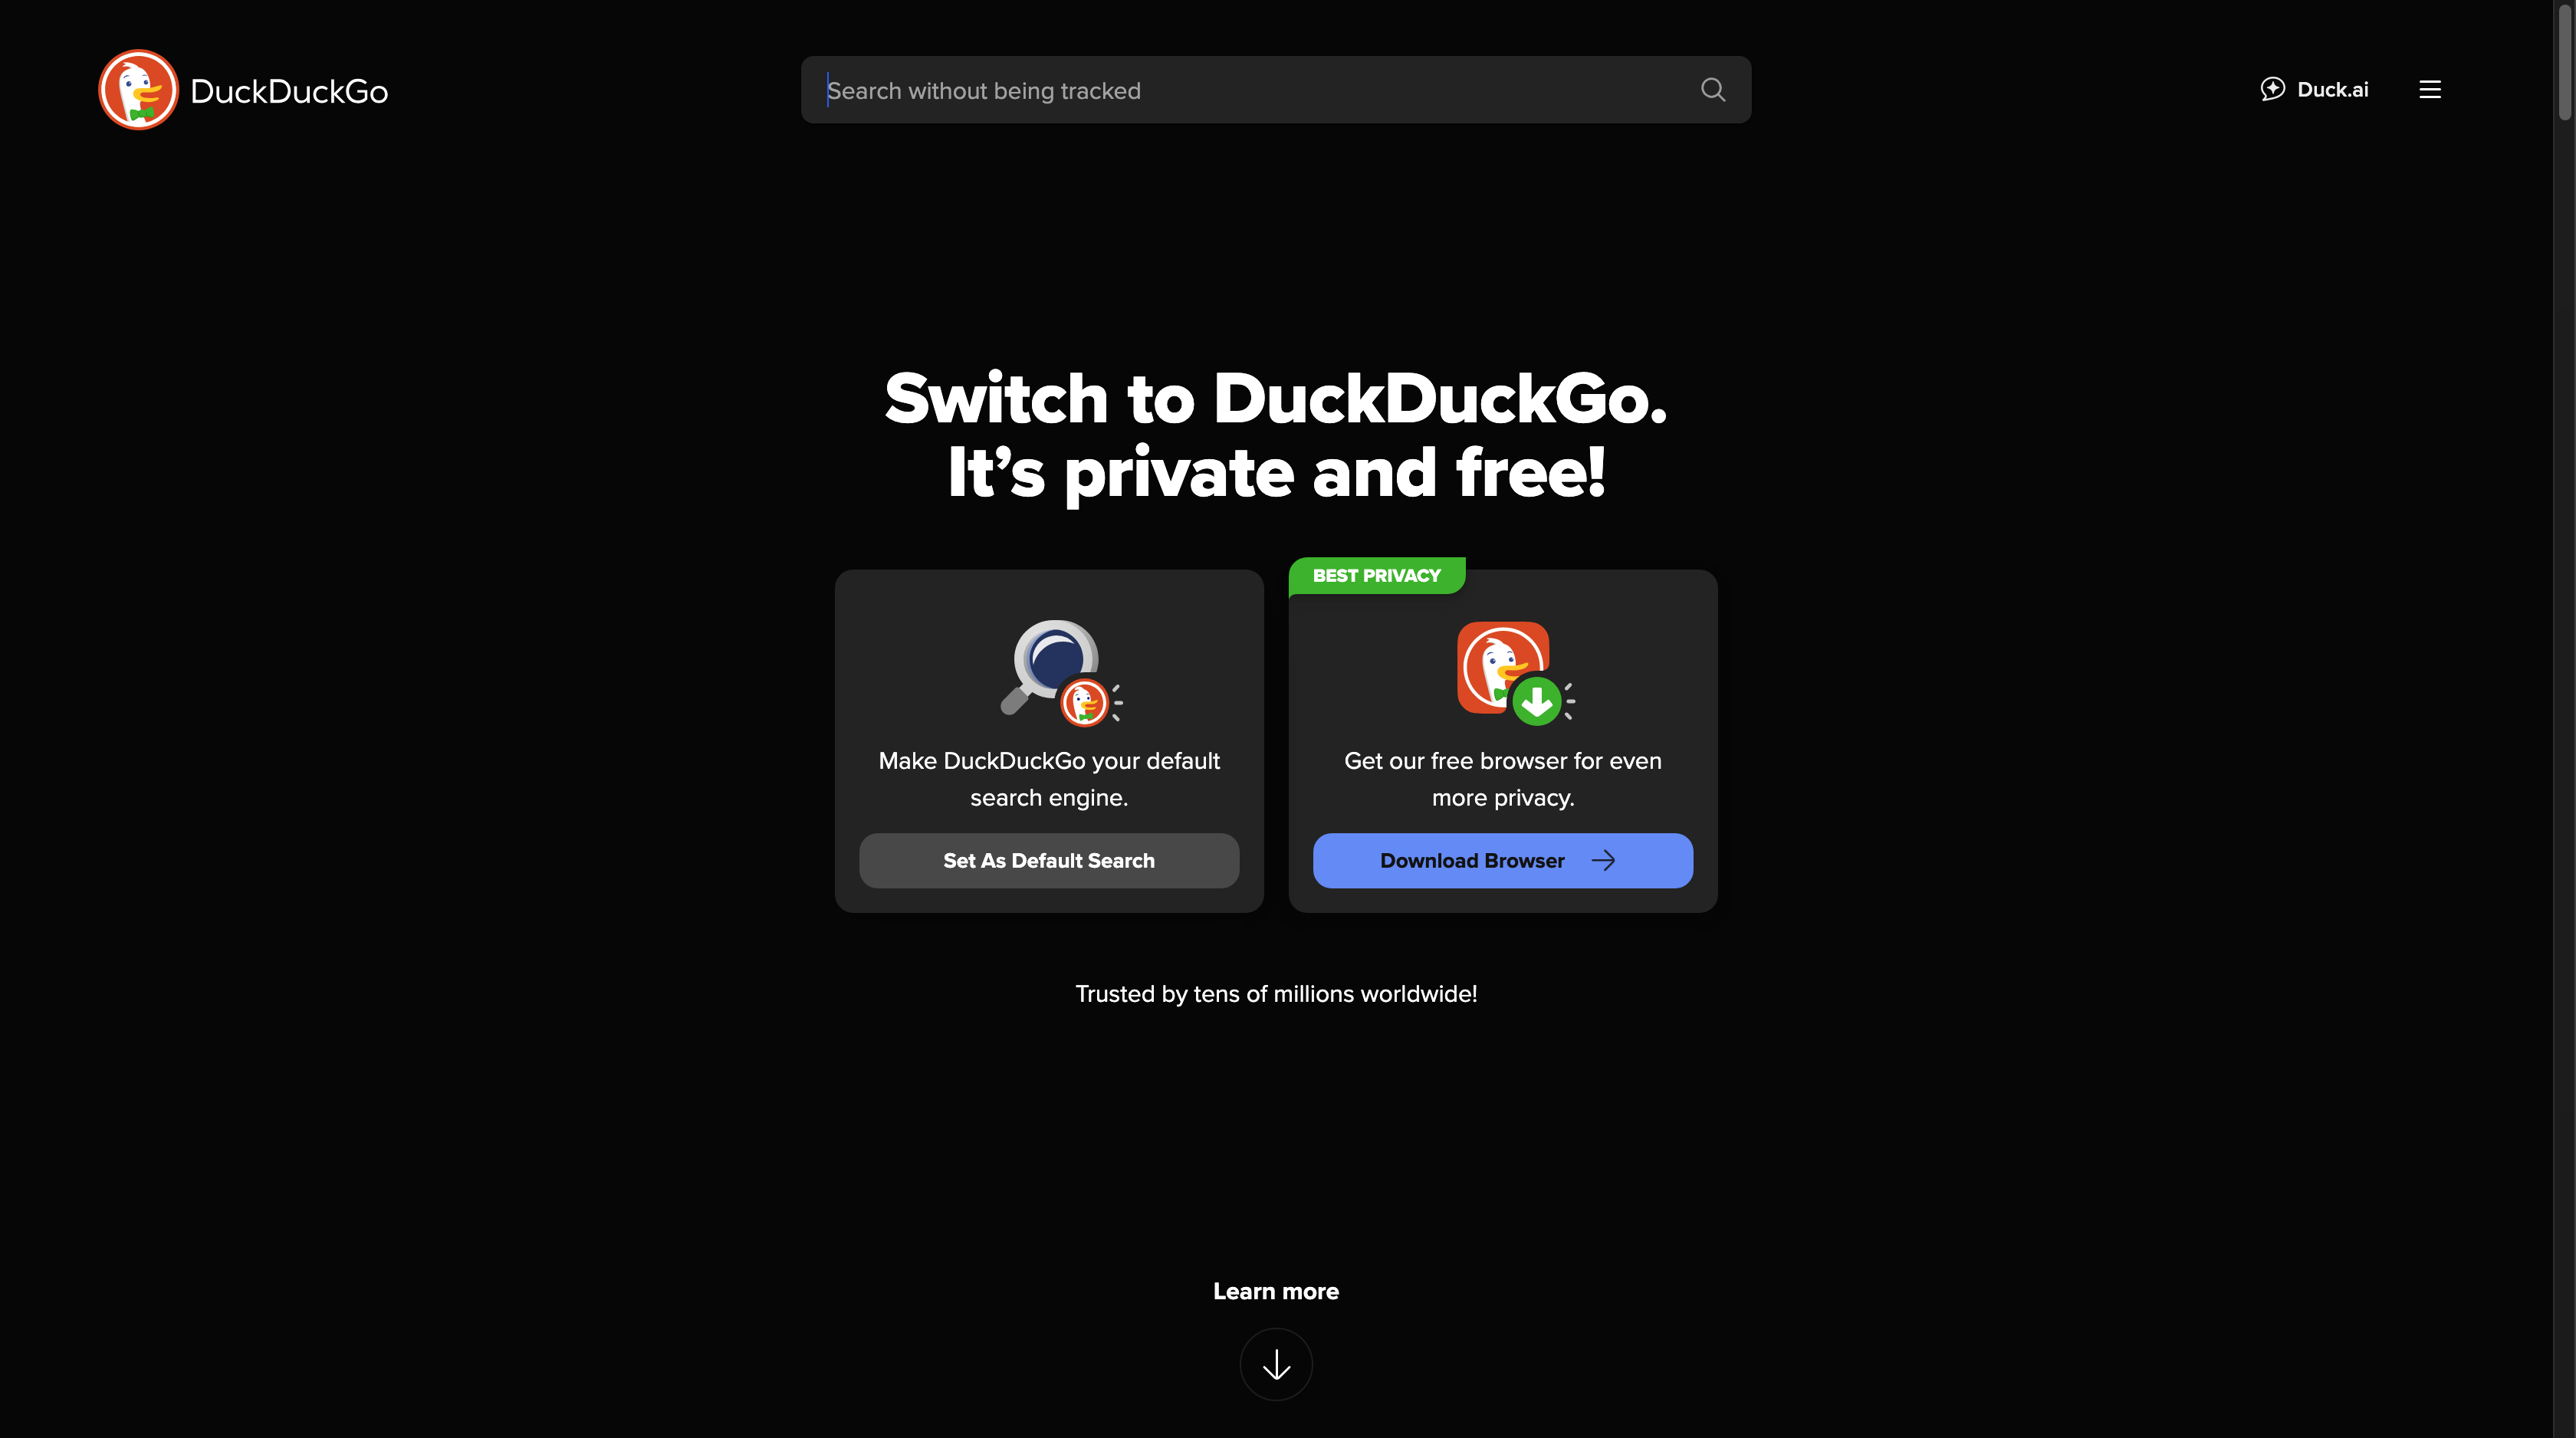 DuckDuckGo
Search without being tracked
Duck.ai
Switch to DuckDuckGo.
It’s private and free!
Make DuckDuckGo your default
search engine.
Set As Default Search
BEST PRIVACY
Get our free browser for even
more privacy.
Download Browser
Trusted by tens of millions worldwide!
Learn more